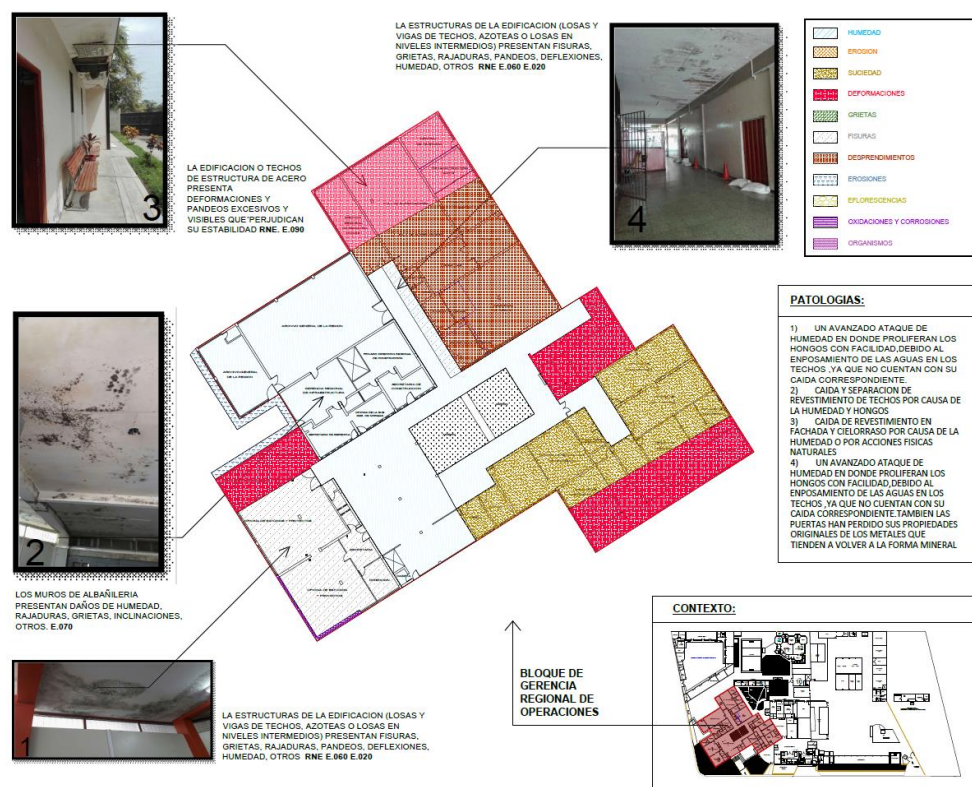 LA ESTRUCTURAS DE LA EDIFICACION (LOSAS Y
VIGAS DE TECHOS, AZOTEAS O LOSAS EN
NIVELES INTERMEDIOS) PRESENTAN FISURAS,
GRIETAS, RAJADURAS, PANDEOS, DEFLEXIONES,
HUMEDAD, OTROS RNE E.060 E.020
3
4
HUMEDAD
EROSION
SUCIEDAD
DEFORMACIONES
GRIETAS
FISURAS
DESPRENDIMIENTOS
EROSIONES
EFLORESCENCIAS
OXIDACIONES Y CORROSIONES
ORGANISMOS
LA EDIFICACION O TECHOS
DE ESTRUCTURA DE ACERO
PRESENTA
DEFORMACIONES Y
PANDEOS EXCESIVOS Y
VISIBLES QUE PERJUDICAN
SU ESTABILIDAD RNE. E.090
ARCHIVO GENERAL DE LA REGION
PATOLOGIAS:
1) UN AVANZADO ATAQUE DE
HUMEDAD EN DONDE PROLIFERAN LOS
HONGOS CON FACILIDAD,DEBIDO AL
ENPOSAMIENTO DE LAS AGUAS EN LOS
TECHOS ,YA QUE NO CUENTAN CON SU
CAIDA CORRESPONDIENTE.
2) CAIDA Y SEPARACION DE
REVESTIMIENTO DE TECHOS POR CAUSA DE
LA HUMEDAD Y HONGOS
3) CAIDA DE REVESTIMIENTO EN
FACHADA Y CIELORRASO POR CAUSA DE LA
HUMEDAD O POR ACCIONES FISICAS
NATURALES
4) UN AVANZADO ATAQUE DE
HUMEDAD EN DONDE PROLIFERAN LOS
HONGOS CON FACILIDAD,DEBIDO AL
ENPOSAMIENTO DE LAS AGUAS EN LOS
TECHOS ,YA QUE NO CUENTAN CON SU
CAIDA CORRESPONDIENTE.TAMBIEN LAS
PUERTAS HAN PERDIDO SUS PROPIEDADES
ORIGINALES DE LOS METALES QUE
TIENDEN A VOLVER A LA FORMA MINERAL
2
LOS MUROS DE ALBAÑILERIA
PRESENTAN DAÑOS DE HUMEDAD,
RAJADURAS, GRIETAS, INCLINACIONES,
OTROS. E.070
1
LA ESTRUCTURAS DE LA EDIFICACION (LOSAS Y
VIGAS DE TECHOS, AZOTEAS O LOSAS EN
NIVELES INTERMEDIOS) PRESENTAN FISURAS,
GRIETAS, RAJADURAS, PANDEOS, DEFLEXIONES,
HUMEDAD, OTROS RNE E.060 E.020
BLOQUE DE
GERENCIA
REGIONAL DE
OPERACIONES
CONTEXTO: